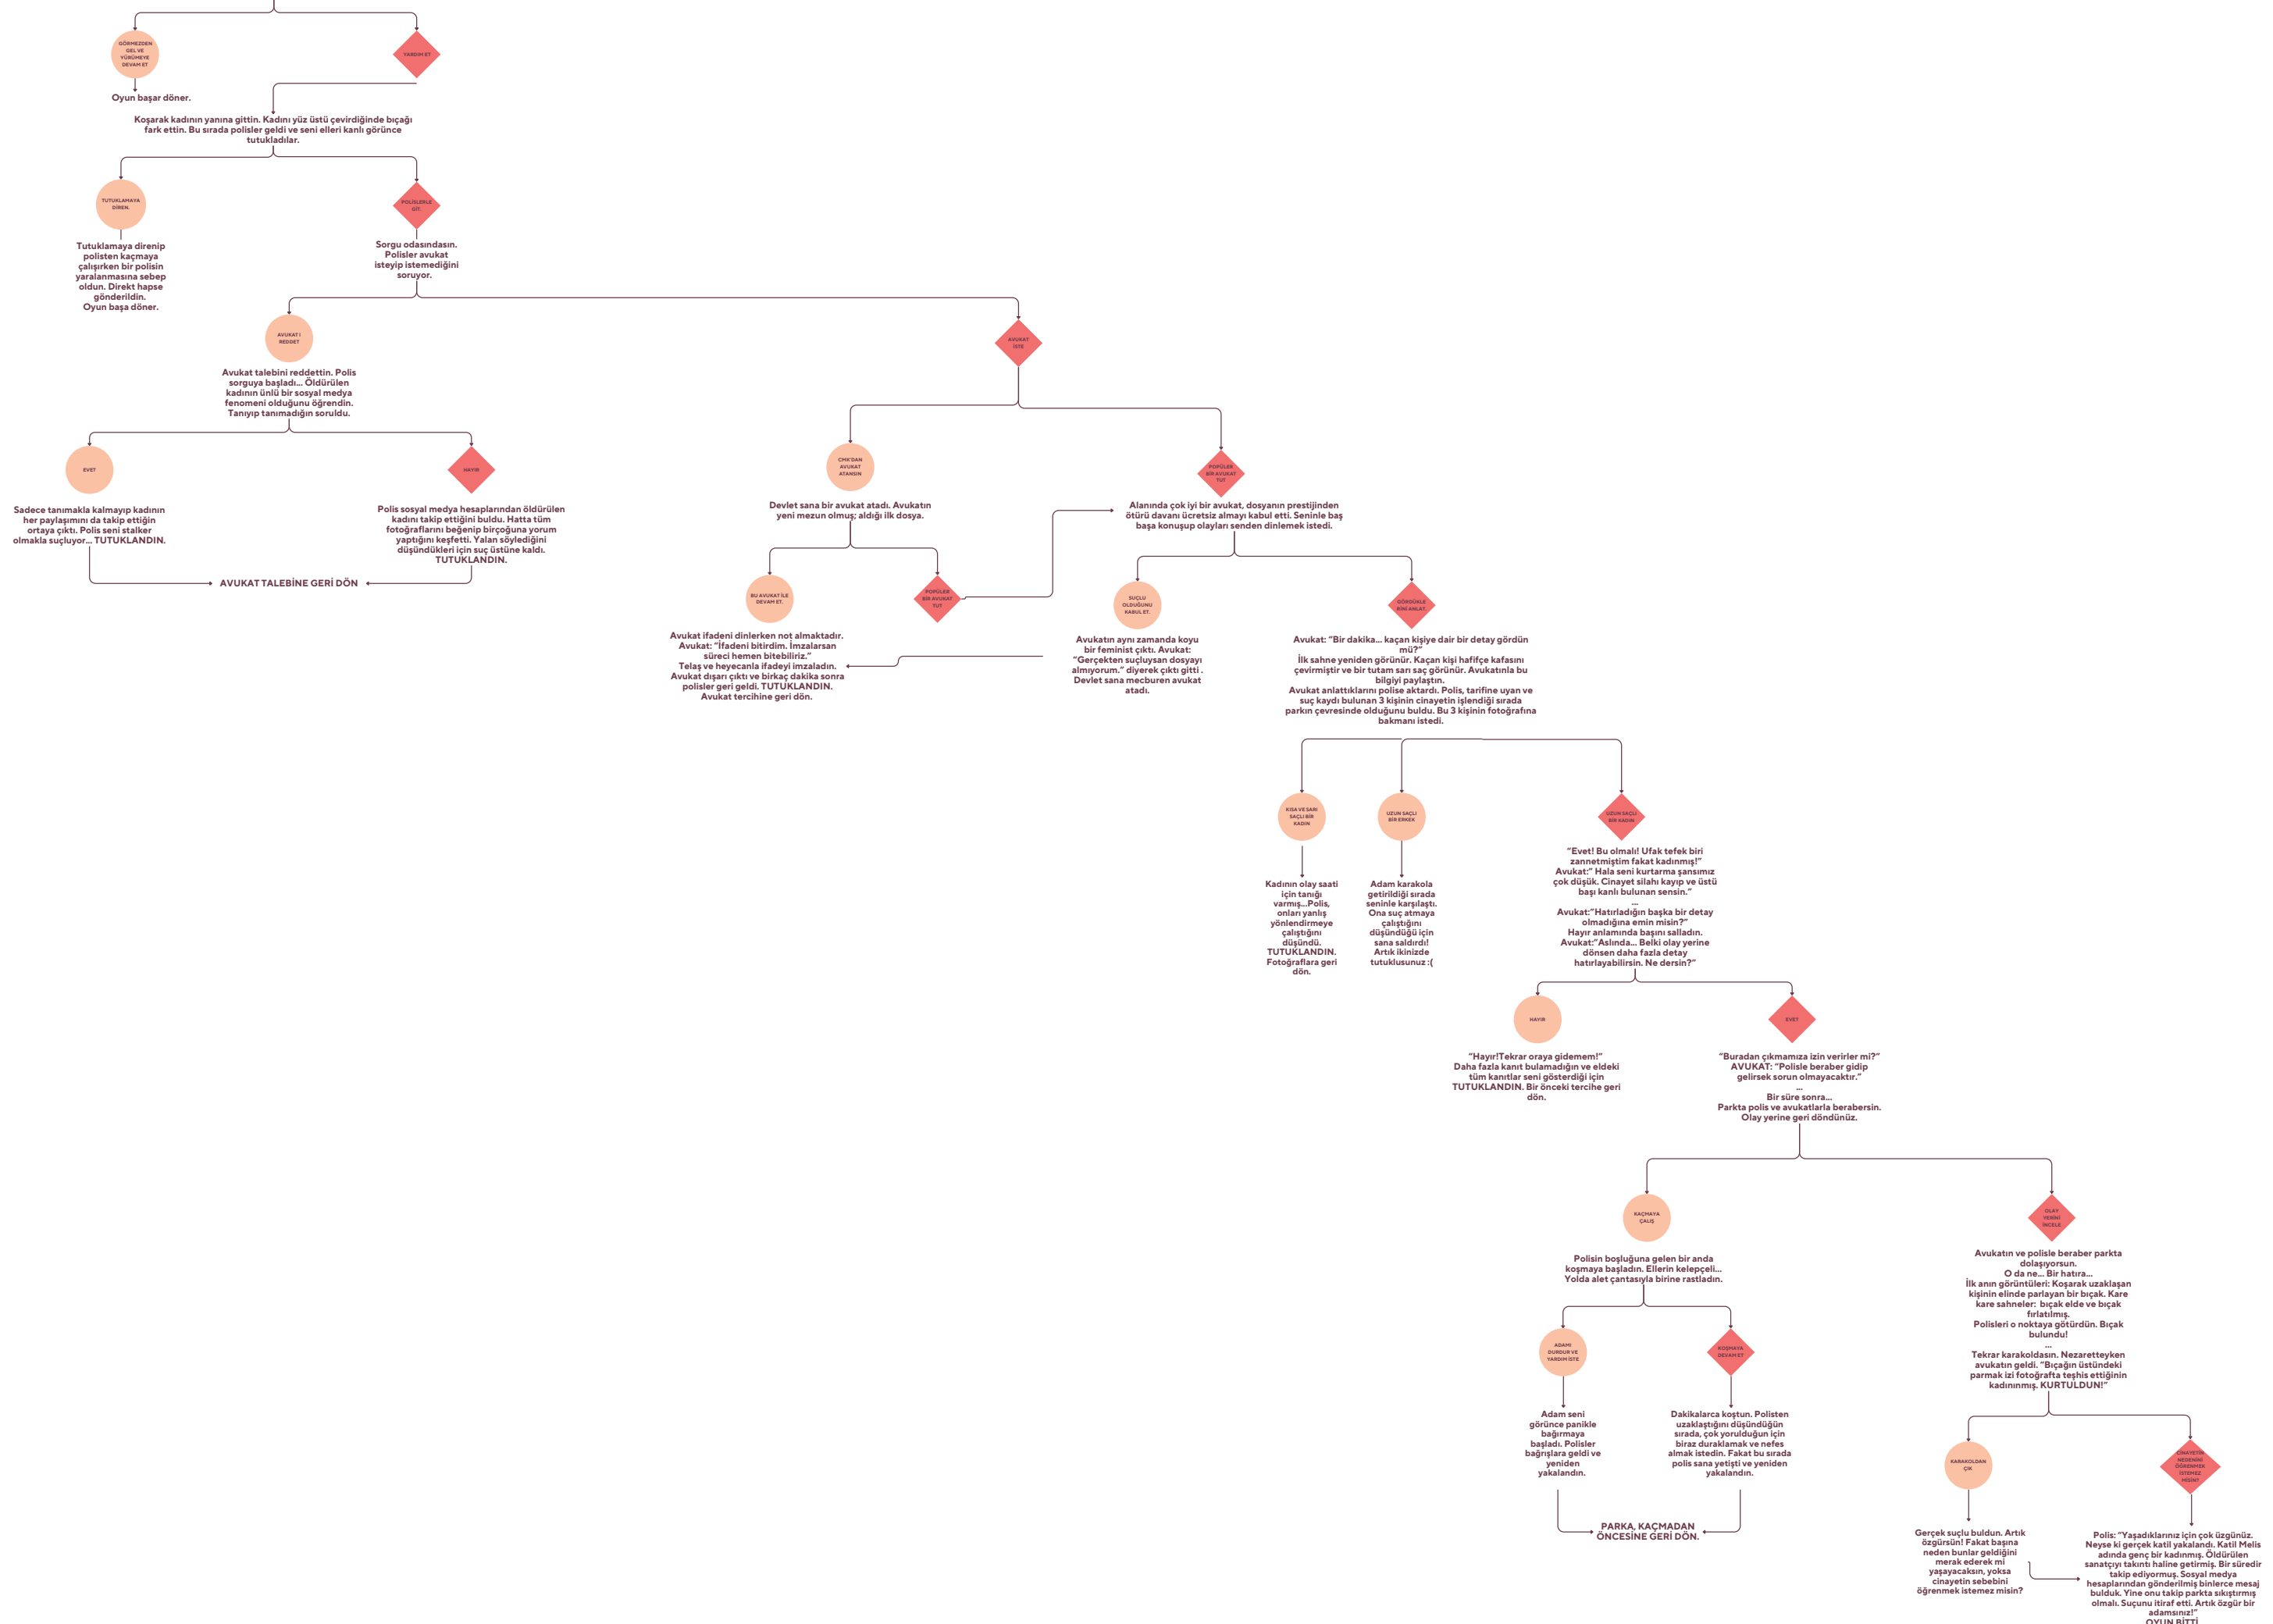 GÖRMEZDEN
GEL VE
YÜRÜMEYE
DEVAM ET
YARDIM ET
Oyun başar döner.
Koşarak kadının yanına gittin. Kadını yüz üstü çevirdiğinde bıçağı
fark ettin. Bu sırada polisler geldi ve seni elleri kanlı görünce
tutukladılar.
TUTUKLAMAYA
DİREN.
POLİSLERLE
GİT.
Tutuklamaya direnip
polisten kaçmaya
çalışırken bir polisin
yaralanmasına sebep
oldun. Direkt hapse
gönderildin.
Oyun başa döner.
Sorgu odasındasın.
Polisler avukat
isteyip istemediğini
soruyor.
AVUKAT I
REDDET
AVUKAT
İSTE
Avukat talebini reddettin. Polis
sorguya başladı... Öldürülen
kadının ünlü bir sosyal medya
fenomeni olduğunu öğrendin.
Tanıyıp tanımadığın soruldu.
EVET
HAYIR
Sadece tanımakla kalmayıp kadının
her paylaşımını da takip ettiğin
ortaya çıktı. Polis seni stalker
olmakla suçluyor... TUTUKLANDIN.
Polis sosyal medya hesaplarından öldürülen
kadını takip ettiğini buldu. Hatta tüm
fotoğraflarını beğenip birçoğuna yorum
yaptığını keşfetti. Yalan söylediğini
düşündükleri için suç üstüne kaldı.
TUTUKLANDIN.
AVUKAT TALEBİNE GERİ DÖN
CMK'DAN
AVUKAT
ATANSIN
POPÜLER
BİR AVUKAT
TUT
Devlet sana bir avukat atadı. Avukatın
yeni mezun olmuş; aldığı ilk dosya.
Alanında çok iyi bir avukat, dosyanın prestijinden
ötürü davanı ücretsiz almayı kabul etti. Seninle baş
başa konuşup olayları senden dinlemek istedi.
BU AVUKAT İLE
DEVAM ET.
POPÜLER
BİR AVUKAT
TUT
SUÇLU
OLDUĞUNU
KABUL ET.
GÖRDÜKLE
RİNİ ANLAT.
Avukat ifadeni dinlerken not almaktadır.
Avukat: "İfadeni bitirdim. İmzalarsan
süreci hemen bitebiliriz."
Telaş ve heyecanla ifadeyi imzaladın.
Avukat dışarı çıktı ve birkaç dakika sonra
polisler geri geldi. TUTUKLANDIN.
Avukat tercihine geri dön.
Avukatın aynı zamanda koyu
bir feminist çıktı. Avukat:
"Gerçekten suçluysan dosyayı
almıyorum." diyerek çıktı gitti .
Devlet sana mecburen avukat
atadı.
Avukat: "Bir dakika... kaçan kişiye dair bir detay gördün
mü?"
İlk sahne yeniden görünür. Kaçan kişi hafifçe kafasını
çevirmiştir ve bir tutam sarı saç görünür. Avukatınla bu
bilgiyi paylaştın.
Avukat anlattıklarını polise aktardı. Polis, tarifine uyan ve
suç kaydı bulunan 3 kişinin cinayetin işlendiği sırada
parkın çevresinde olduğunu buldu. Bu 3 kişinin fotoğrafına
bakmanı istedi.
KISA VE SARI
SAÇLI BİR
KADIN
UZUN SAÇLI
BİR ERKEK
UZUN SAÇLI
BİR KADIN
Kadının olay saati
için tanığı
varmış...Polis,
onları yanlış
yönlendirmeye
çalıştığını
düşündü.
TUTUKLANDIN.
Fotoğraflara geri
dön.
Adam karakola
getirildiği sırada
seninle karşılaştı.
Ona suç atmaya
çalıştığını
düşündüğü için
sana saldırdı!
Artık ikinizde
tutuklusunuz :(
"Evet! Bu olmalı! Ufak tefek biri
zannetmiştim fakat kadınmış!"
Avukat:" Hala seni kurtarma şansımız
çok düşük. Cinayet silahı kayıp ve üstü
başı kanlı bulunan sensin."
...
Avukat:"Hatırladığın başka bir detay
olmadığına emin misin?"
Hayır anlamında başını salladın.
Avukat:"Aslında... Belki olay yerine
dönsen daha fazla detay
hatırlayabilirsin. Ne dersin?"
HAYIR
EVET
"Hayır!Tekrar oraya gidemem!"
Daha fazla kanıt bulamadığın ve eldeki
tüm kanıtlar seni gösterdiği için
TUTUKLANDIN. Bir önceki tercihe geri
dön.
"Buradan çıkmamıza izin verirler mi?"
AVUKAT: "Polisle beraber gidip
gelirsek sorun olmayacaktır."
...
Bir süre sonra...
Parkta polis ve avukatlarla berabersin.
Olay yerine geri döndünüz.
KAÇMAYA
ÇALIŞ
OLAY
YERİNİ
İNCELE
Polisin boşluğuna gelen bir anda
koşmaya başladın. Ellerin kelepçeli...
Yolda alet çantasıyla birine rastladın.
Avukatın ve polisle beraber parkta
dolaşıyorsun.
O da ne... Bir hatıra...
İlk anın görüntüleri: Koşarak uzaklaşan
kişinin elinde parlayan bir bıçak. Kare
kare sahneler: bıçak elde ve bıçak
fırlatılmış.
Polisleri o noktaya götürdün. Bıçak
bulundu!
...
Tekrar karakoldasın. Nezaretteyken
avukatın geldi. "Bıçağın üstündeki
parmak izi fotoğrafta teşhis ettiğinin
kadınınmış. KURTULDUN!"
ADAMI
DURDUR VE
YARDIM İSTE
KOŞMAYA
DEVAM ET
Adam seni
görünce panikle
bağırmaya
başladı. Polisler
bağrışlara geldi ve
yeniden
yakalandın.
Dakikalarca koştun. Polisten
uzaklaştığını düşündüğün
sırada, çok yorulduğun için
biraz duraklamak ve nefes
almak istedin. Fakat bu sırada
polis sana yetişti ve yeniden
yakalandın.
PARKA, KAÇMADAN
ÖNCESİNE GERİ DÖN.
KARAKOLDAN
ÇIK
CİNAYETİN
NEDENİNİ
ÖĞRENMEK
İSTEMEZ
MİSİN?
Gerçek suçlu buldun. Artık
özgürsün! Fakat başına
neden bunlar geldiğini
merak ederek mi
yaşayacaksın, yoksa
cinayetin sebebini
öğrenmek istemez misin?
Polis: "Yaşadıklarınız için çok üzgünüz.
Neyse ki gerçek katil yakalandı. Katil Melis
adında genç bir kadınmış. Öldürülen
sanatçıyı takıntı haline getirmiş. Bir süredir
takip ediyormuş. Sosyal medya
hesaplarından gönderilmiş binlerce mesaj
bulduk. Yine onu takip parkta sıkıştırmış
olmalı. Suçunu itiraf etti. Artık özgür bir
adamsınız!"
OYUN BİTTİ